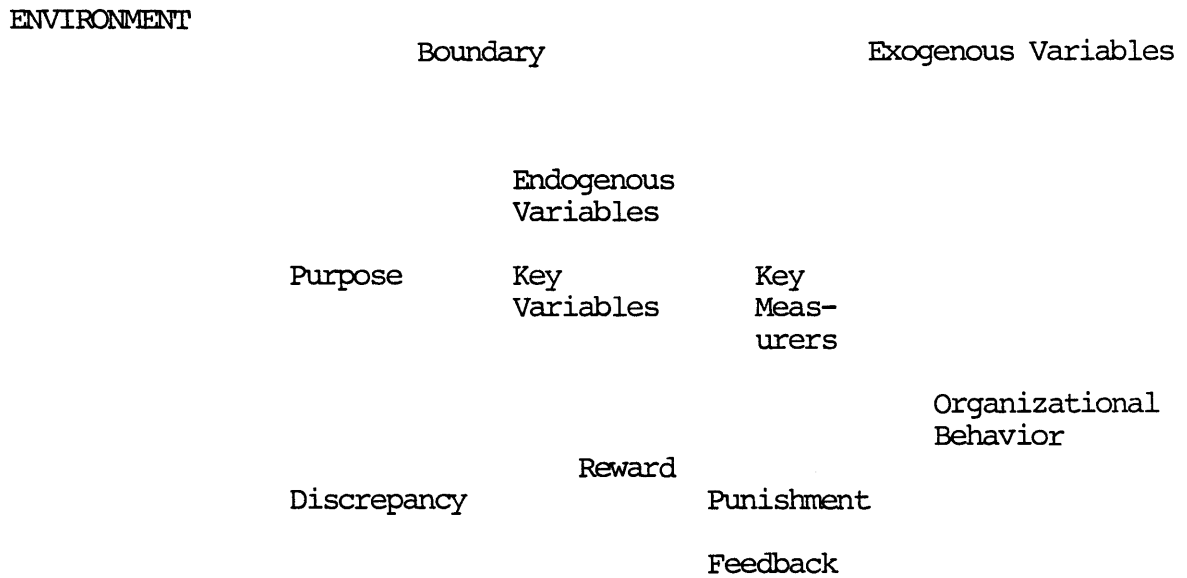 ENVIRONMENT
Boundary Exogenous Variables
Endogenous
Variables
Purpose Key Key
Variables Meas-
urers
Organizational
Behavior
Reward
Discrepancy Punishment
Feedback